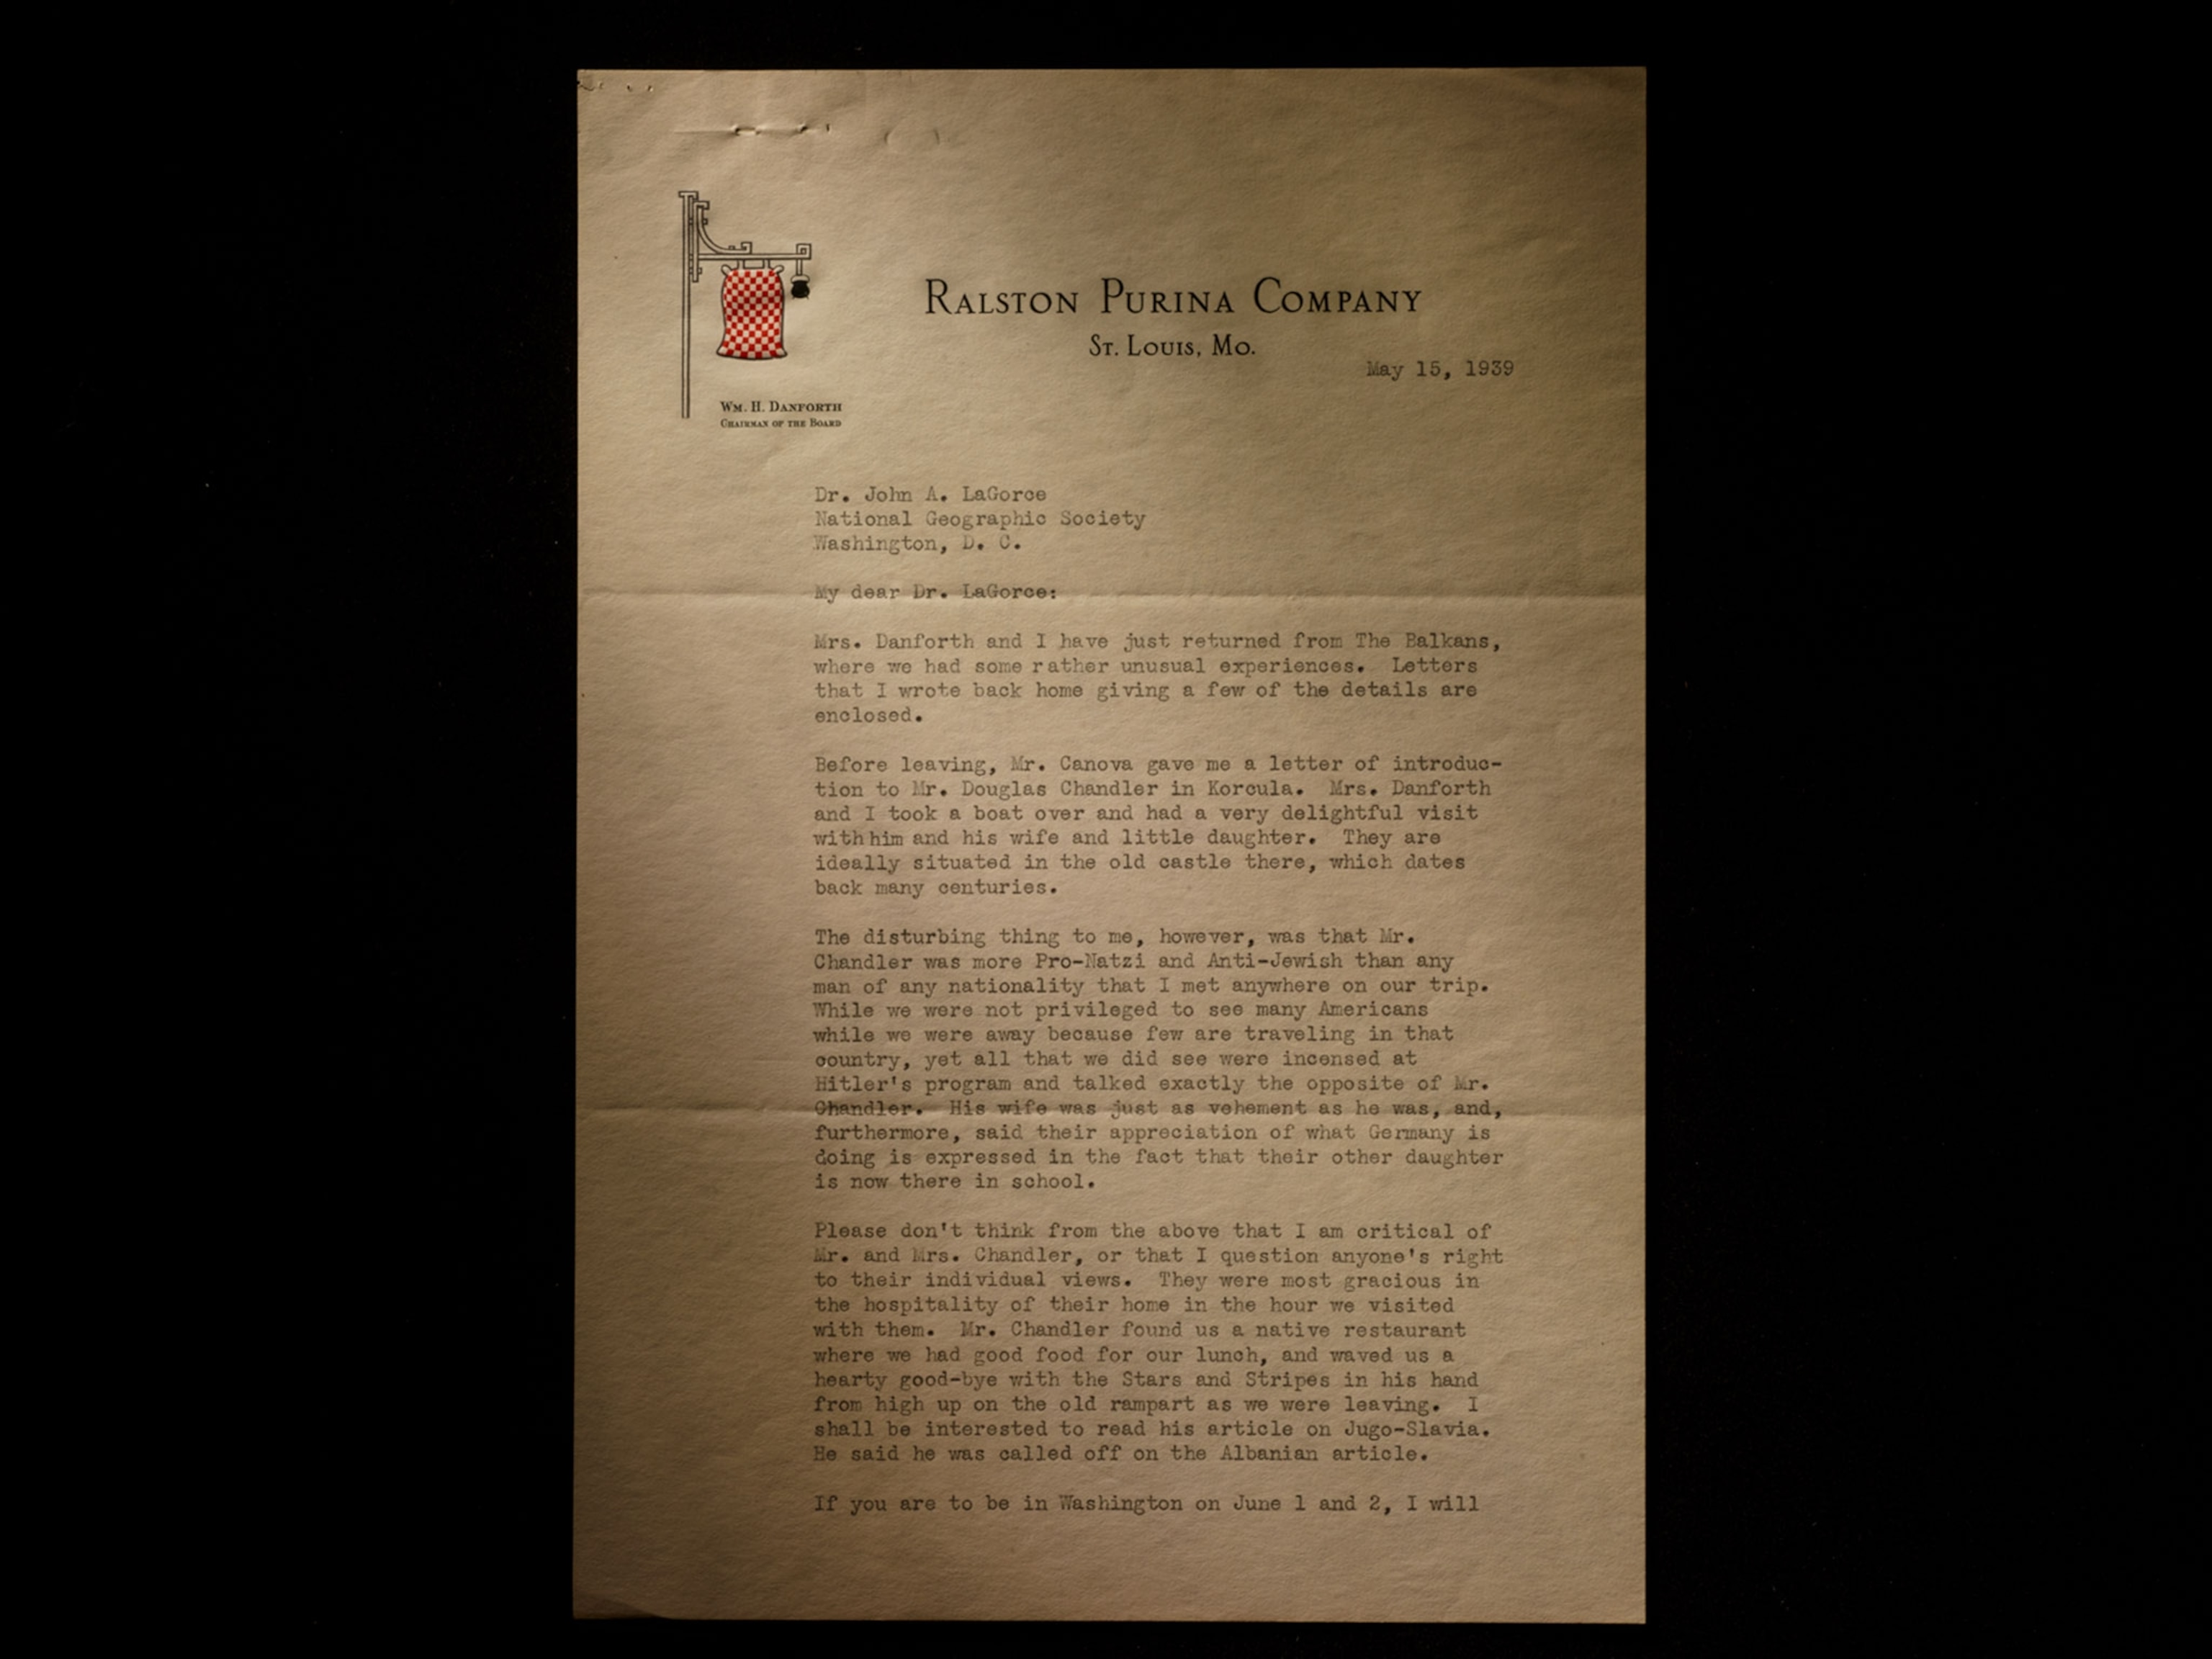 Ralston Purina Company
St. Louis, Mo.
May 15, 1939
Wm. H. Danforth
Chairman of the Board
Dr. John A. LaGorce
National Geographic Society
Washington, D. C.
My dear Dr. LaGorce:
Mrs. Danforth and I have just returned from The Balkans,
where we had some rather unusual experiences. Letters
that I wrote back home giving a few of the details are
enclosed.
Before leaving, Mr. Canova gave me a letter of introduc-
tion to Mr. Douglas Chandler in Korcula. Mrs. Danforth
and I took a boat over and had a very delightful visit
with him and his wife and little daughter. They are
ideally situated in the old castle there, which dates
back many centuries.
The disturbing thing to me, however, was that Mr.
Chandler was more Pro-Natzi and Anti-Jewish than any
man of any nationality that I met anywhere on our trip.
While we were not privileged to see many Americans
while we were away because few are traveling in that
country, yet all that we did see were incensed at
Hitler's program and talked exactly the opposite of Mr.
Chandler. His wife was just as vehement as he was, and,
furthermore, said their appreciation of what Germany is
doing is expressed in the fact that their other daughter
is now there in school.
Please don't think from the above that I am critical of
Mr. and Mrs. Chandler, or that I question anyone's right
to their individual views. They were most gracious in
the hospitality of their home in the hour we visited
with them. Mr. Chandler found us a native restaurant
where we had good food for our lunch, and waved us a
hearty good-bye with the Stars and Stripes in his hand
from high up on the old rampart as we were leaving. I
shall be interested to read his article on Jugo-Slavia.
He said he was called off on the Albanian article.
If you are to be in Washington on June 1 and 2, I will